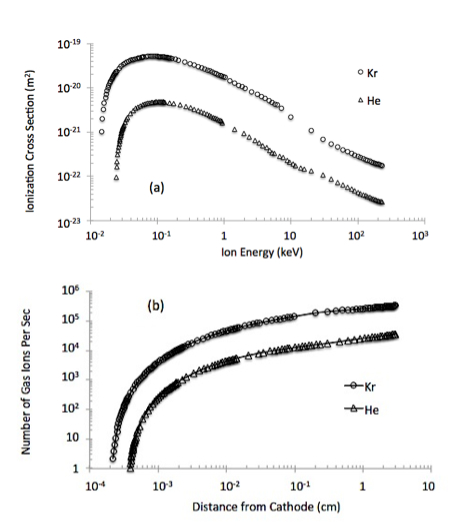 10-19
10-20
10-21
10-22
10-23
Ionization Cross Section (m²)
Kr
He
(a)
10-2 10-1 1 10 10² 10³
Ion Energy (keV)
10⁶
10⁵
10⁴
10³
10²
10
1
Number of Gas Ions Per Sec
(b)
Kr
He
10-4 10-3 10-2 10-1 1 10
Distance from Cathode (cm)